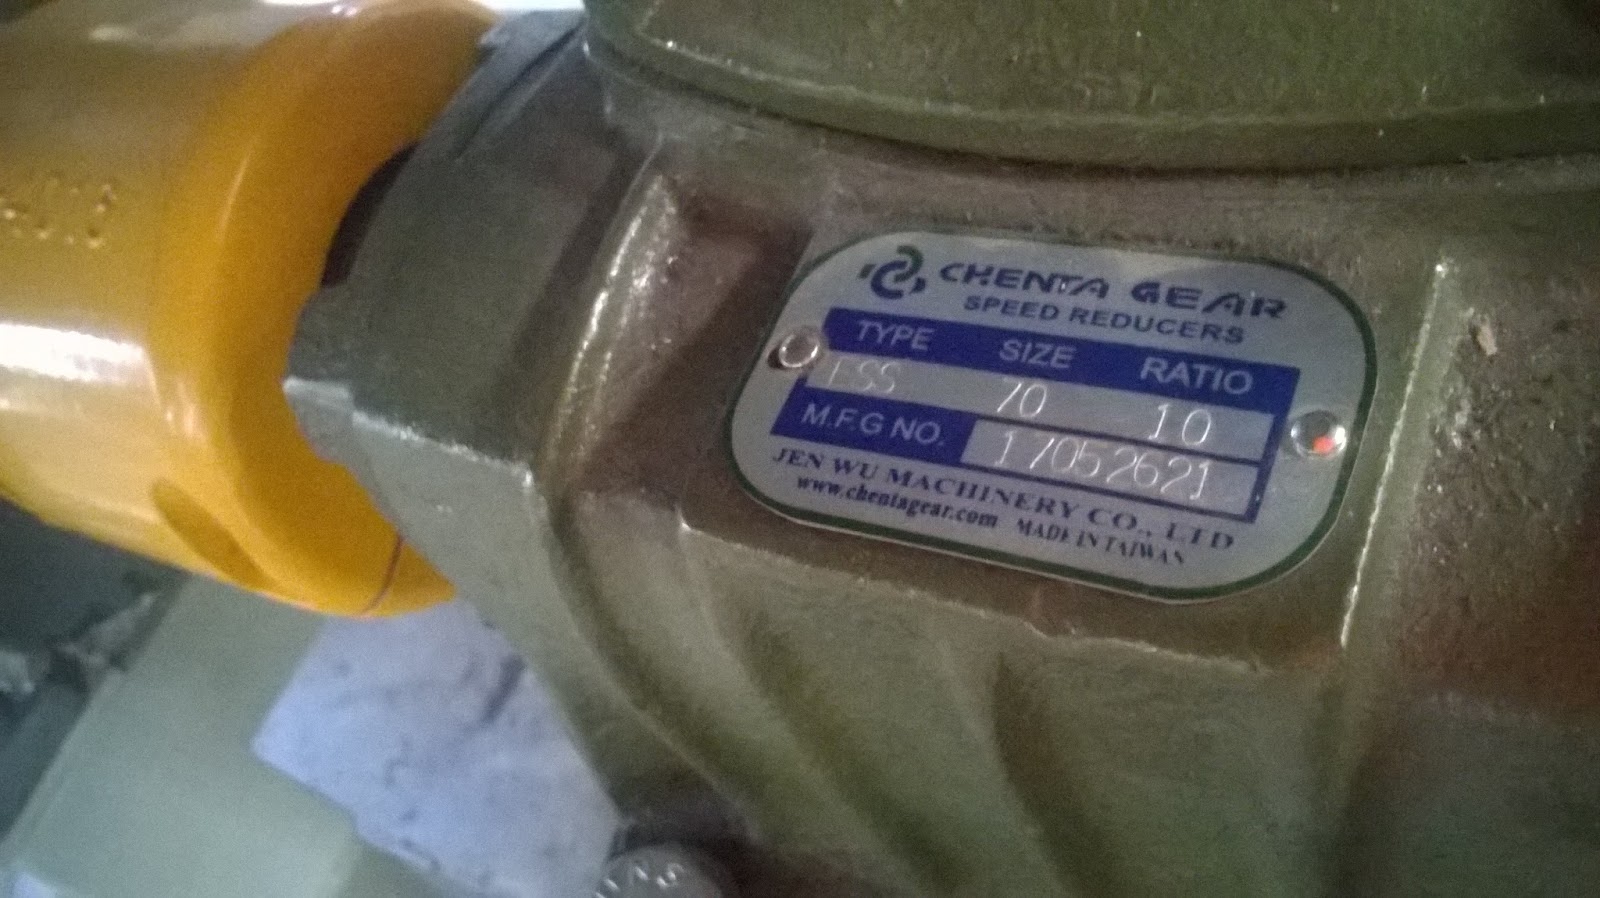 CHENTA GEAR
SPEED REDUCERS
TYPE SIZE RATIO
ESS 70 10
M.F.G NO. 17052621
JEN WU MACHINERY CO., LTD
www.chentagear.com MADE IN TAIWAN